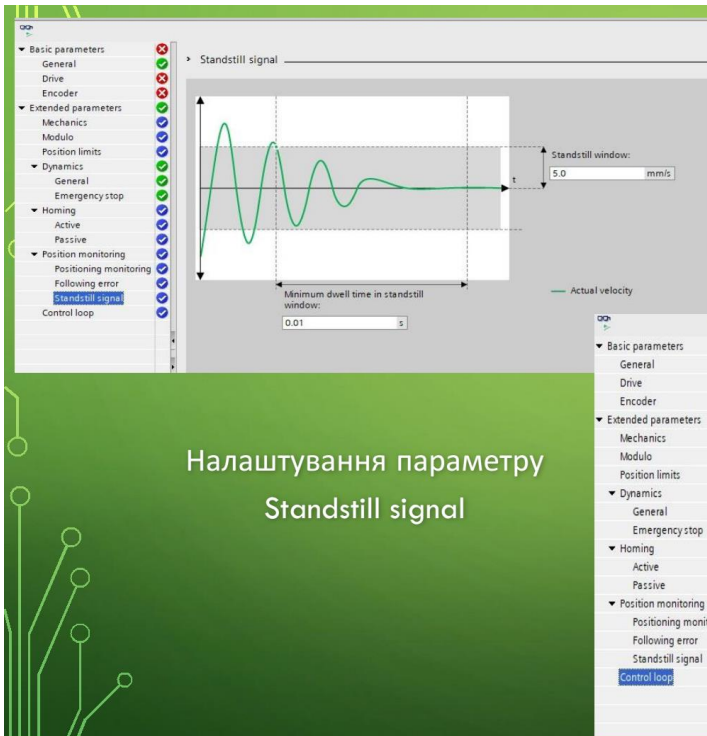 Basic parameters
General
Drive
Encoder
Extended parameters
Mechanics
Modulo
Position limits
Dynamics
General
Emergency stop
Homing
Active
Passive
Position monitoring
Positioning monitoring
Following error
Standstill signal
Control loop
Standstill signal
t
Standstill window:
5.0 mm/s
Minimum dwell time in standstill
window:
0.01 s
Actual velocity
Налаштування параметру
Standstill signal
Basic parameters
General
Drive
Encoder
Extended parameters
Mechanics
Modulo
Position limits
Dynamics
General
Emergency stop
Homing
Active
Passive
Position monitoring
Positioning moni
Following error
Standstill signal
Control loop